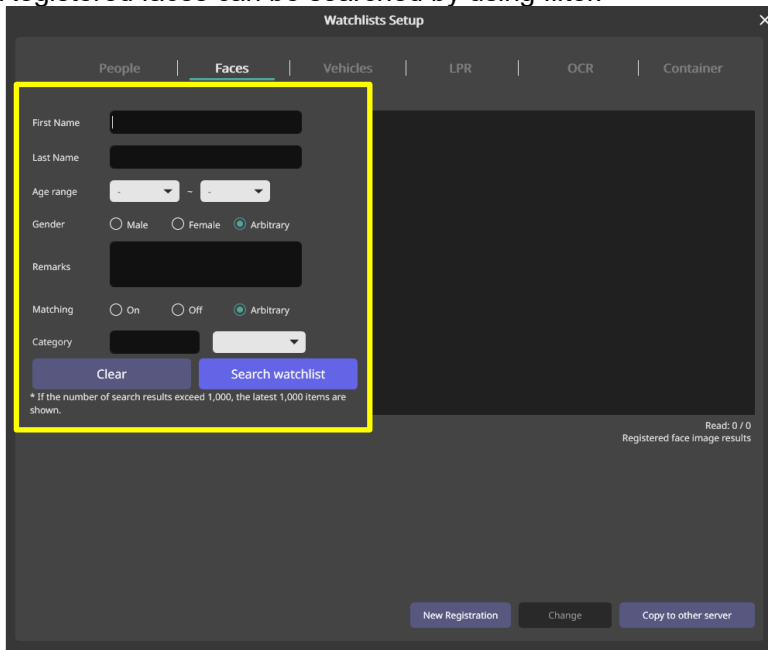 Registered faces can be searched by using filter.
Watchlists Setup
People Faces Vehicles LPR OCR Container
First Name
Last Name
Age range - ~ -
Gender Male Female Arbitrary
Remarks
Matching On Off Arbitrary
Category
Clear Search watchlist
* If the number of search results exceed 1,000, the latest 1,000 items are
shown.
Read: 0 / 0
Registered face image results
New Registration Change Copy to other server